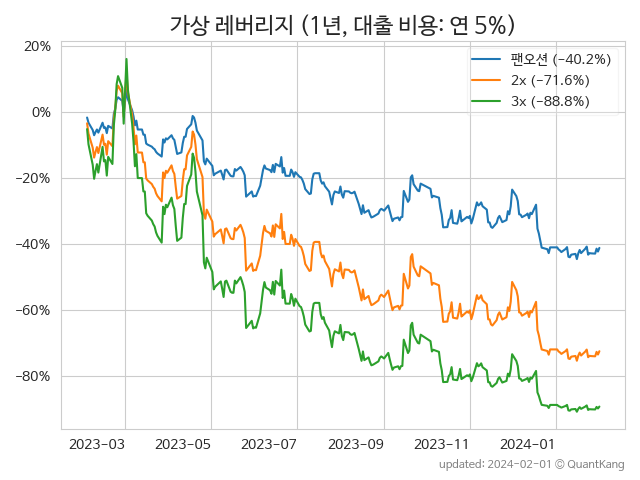 가상 레버리지 (1년, 대출 비용: 연 5%)
20%
0%
−20%
−40%
−60%
−80%
팬오션 (−40.2%)
2x (−71.6%)
3x (−88.8%)
2023-03 2023-05 2023-07 2023-09 2023-11 2024-01
updated: 2024-02-01 © QuantKang